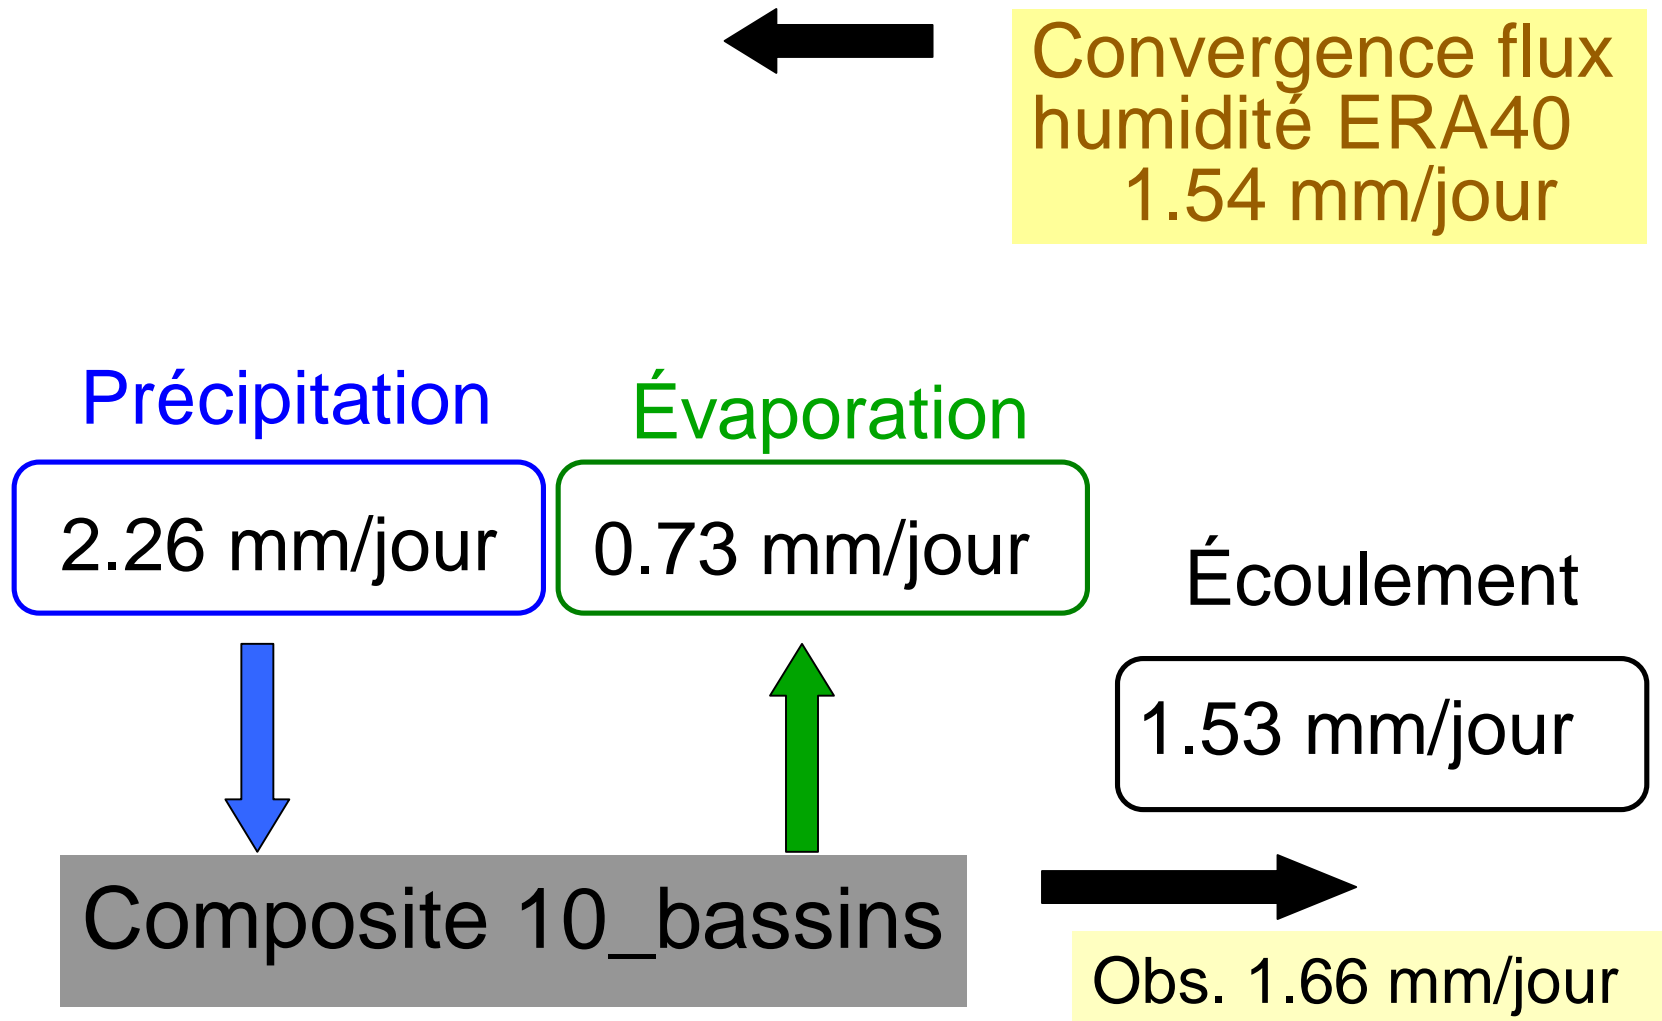 Convergence flux
humidité ERA40
1.54 mm/jour
Précipitation
Évaporation
2.26 mm/jour
0.73 mm/jour
Écoulement
1.53 mm/jour
Composite 10_bassins
Obs. 1.66 mm/jour